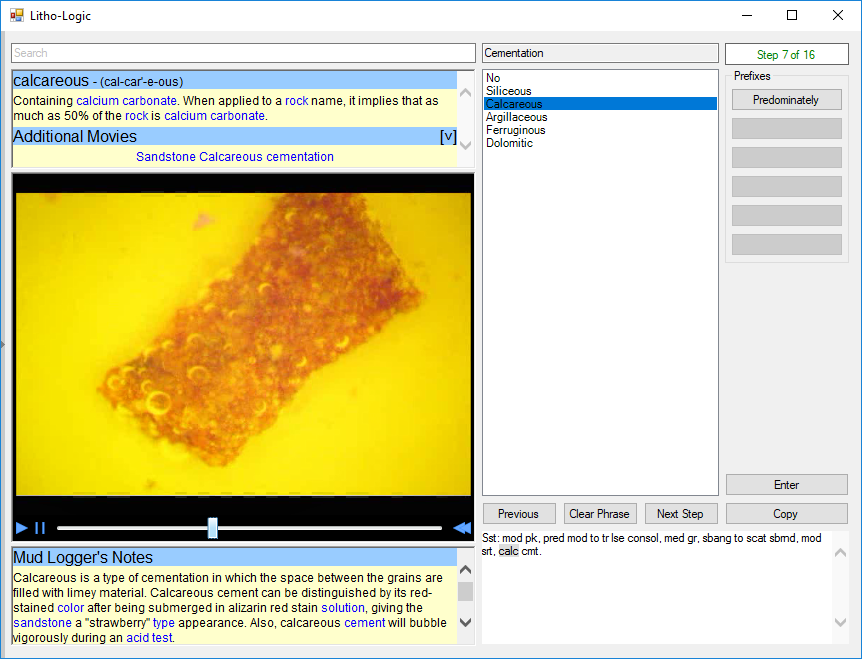 Litho-Logic
Search
calcareous - (cal-car'-e-ous)
Containing calcium carbonate. When applied to a rock name, it implies that as
much as 50% of the rock is calcium carbonate.
Additional Movies [v]
Sandstone Calcareous cementation
Mud Logger's Notes
Calcareous is a type of cementation in which the space between the grains are
filled with limey material. Calcareous cement can be distinguished by its red-
stained color after being submerged in alizarin red stain solution, giving the
sandstone a "strawberry" type appearance. Also, calcareous cement will bubble
vigorously during an acid test.
Cementation
No
Siliceous
Calcareous
Argillaceous
Ferruginous
Dolomitic
Previous
Clear Phrase
Next Step
Sst: mod pk, pred mod to tr lse consol, med gr, sbang to scat sbrnd, mod
srt, calc cmt.
Step 7 of 16
Prefixes
Predominately
Enter
Copy